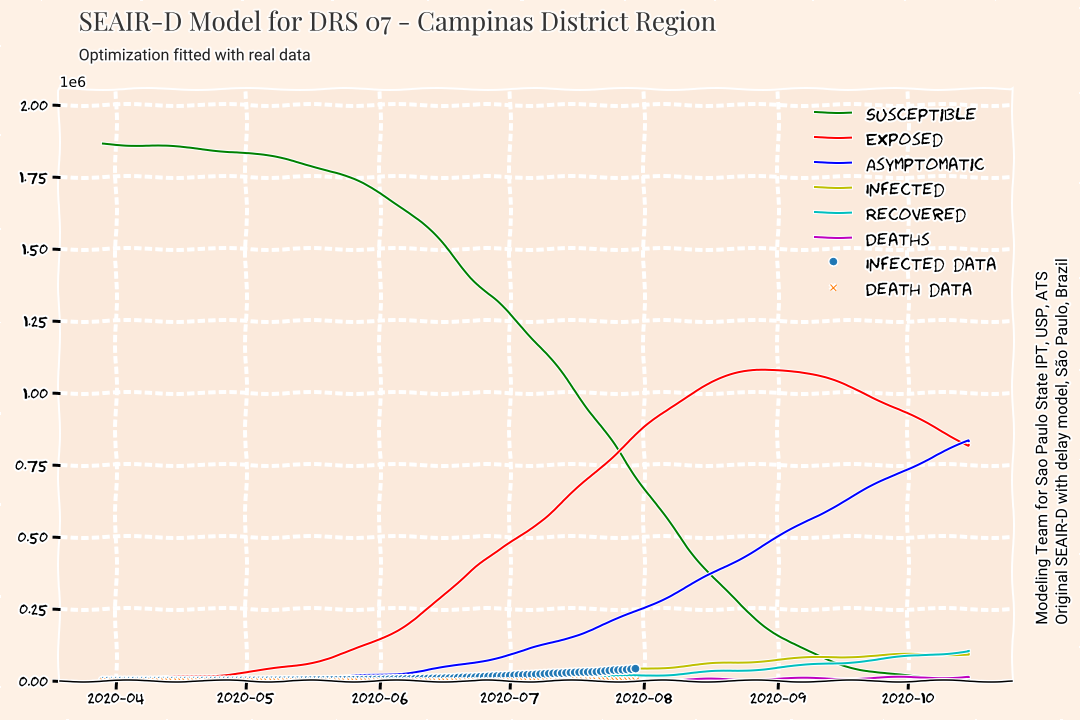 SEAIR-D Model for DRS 07 - Campinas District Region
Optimization fitted with real data
1e6
2.00
1.75
1.50
1.25
1.00
0.75
0.50
0.25
0.00
SUSCEPTIBLE
EXPOSED
ASYMPTOMATIC
INFECTED
RECOVERED
DEATHS
INFECTED DATA
DEATH DATA
2020-04
2020-05
2020-06
2020-07
2020-08
2020-09
2020-10
Modeling Team for Sao Paulo State IPT, USP, ATS
Original SEAIR-D with delay model, São Paulo, Brazil